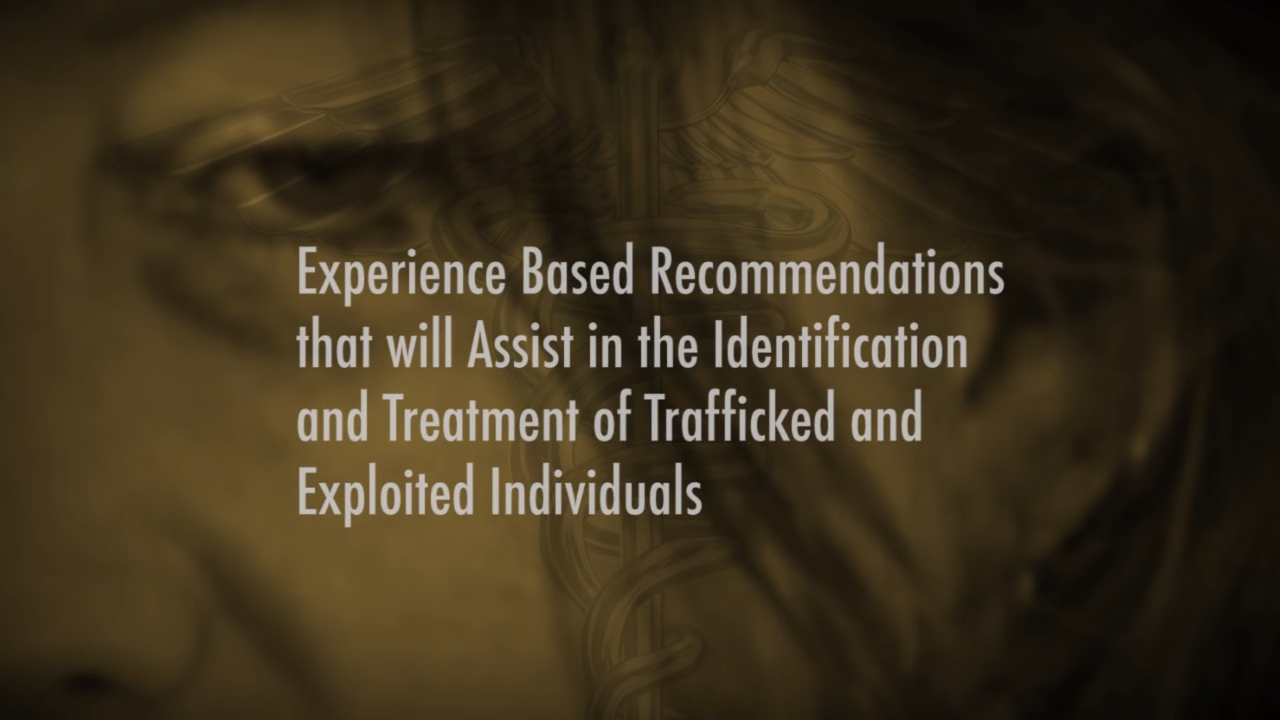 Experience Based Recommendations
that will Assist in the Identification
and Treatment of Trafficked and
Exploited Individuals